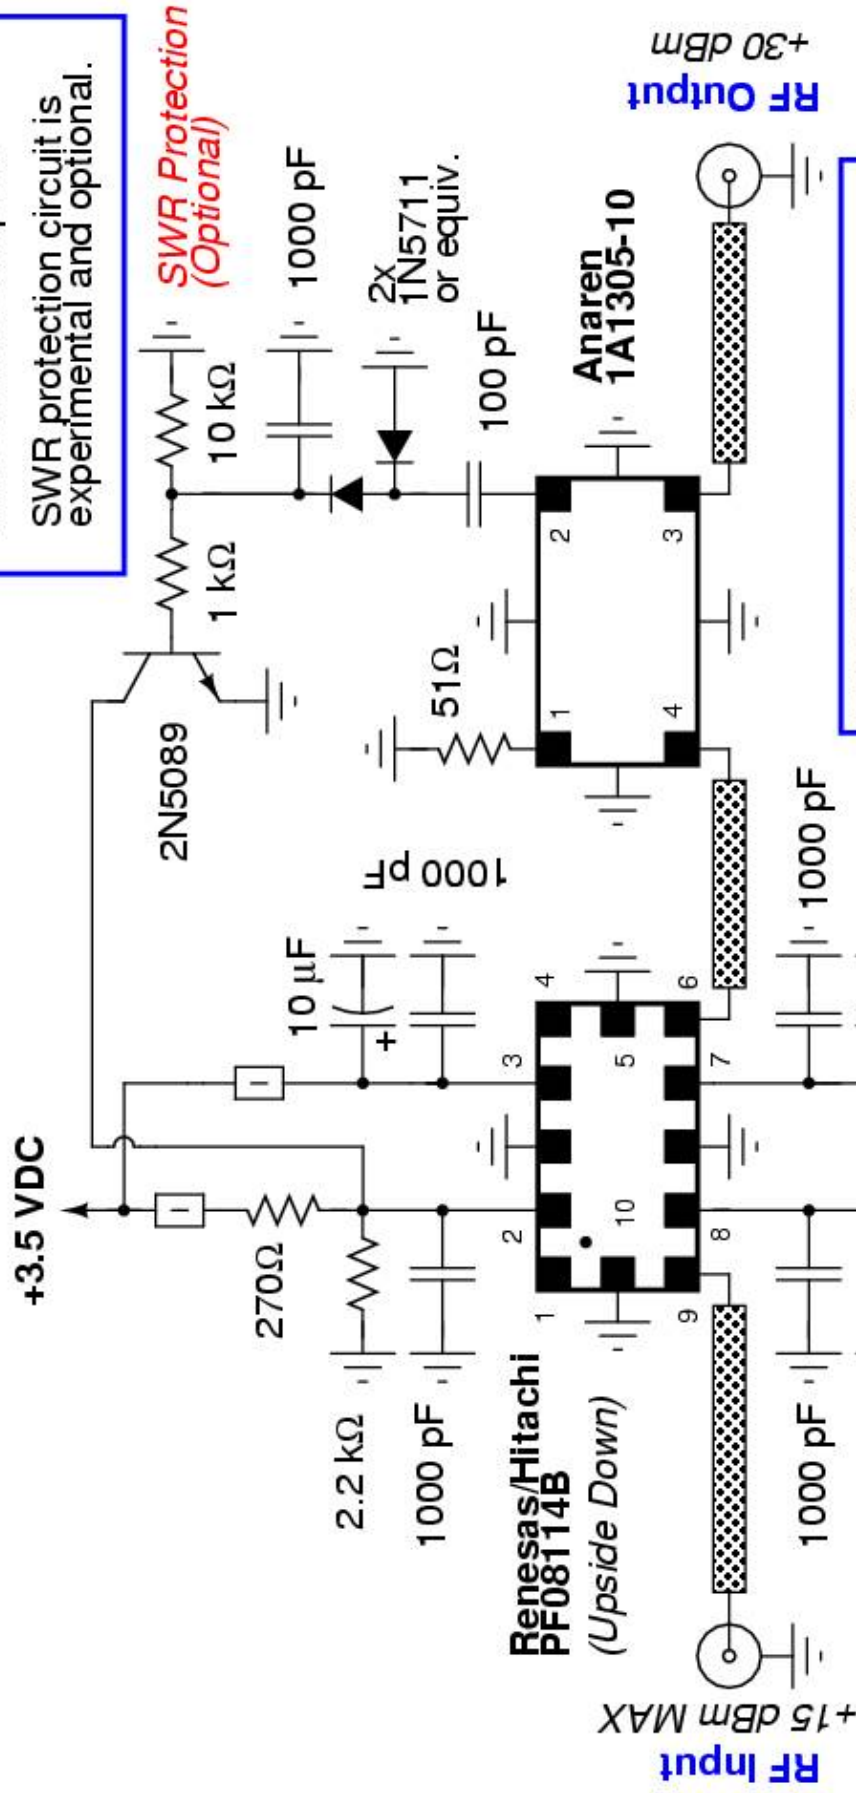 SWR protection circuit is
experimental and optional.
SWR Protection
(Optional)
+3.5 VDC
10 kΩ
1 kΩ
1000 pF
2x
1N5711
or equiv.
100 pF
2N5089
10 µF
+
1000 pF
270Ω
2.2 kΩ
1000 pF
51Ω
Anaren
1A1305-10
1
2
3
4
Renesas/Hitachi
PF08114B
(Upside Down)
1
2
3
4
5
6
7
8
9
10
1000 pF
1000 pF
RF Input
+15 dBm MAX
RF Output
+30 dBm